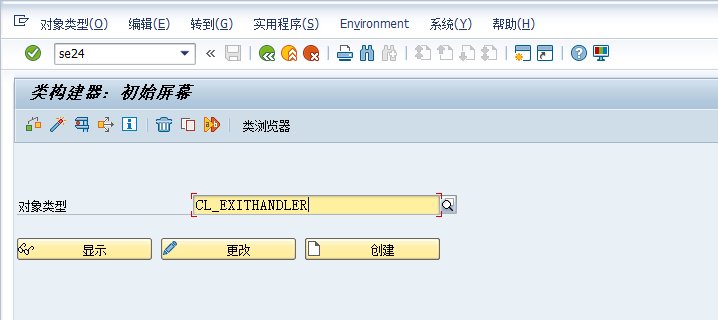 对象类型(O) 编辑(E) 转到(G) 实用程序(S) Environment 系统(Y) 帮助(H)
se24
类构建器: 初始屏幕
类浏览器
对象类型 CL_EXITHANDLER
显示 更改 创建